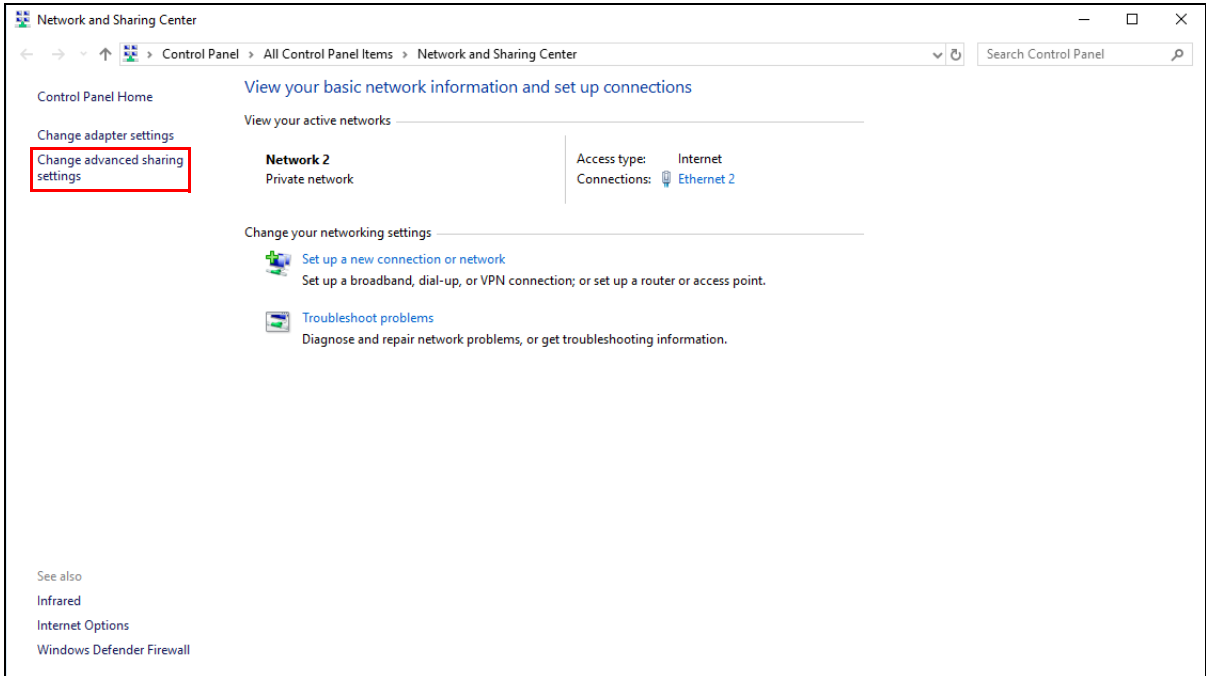 Network and Sharing Center
Control Panel > All Control Panel Items > Network and Sharing Center
Search Control Panel
Control Panel Home
Change adapter settings
Change advanced sharing
settings
See also
Infrared
Internet Options
Windows Defender Firewall
View your basic network information and set up connections
View your active networks
Network 2
Private network
Access type: Internet
Connections: Ethernet 2
Change your networking settings
Set up a new connection or network
Set up a broadband, dial-up, or VPN connection; or set up a router or access point.
Troubleshoot problems
Diagnose and repair network problems, or get troubleshooting information.